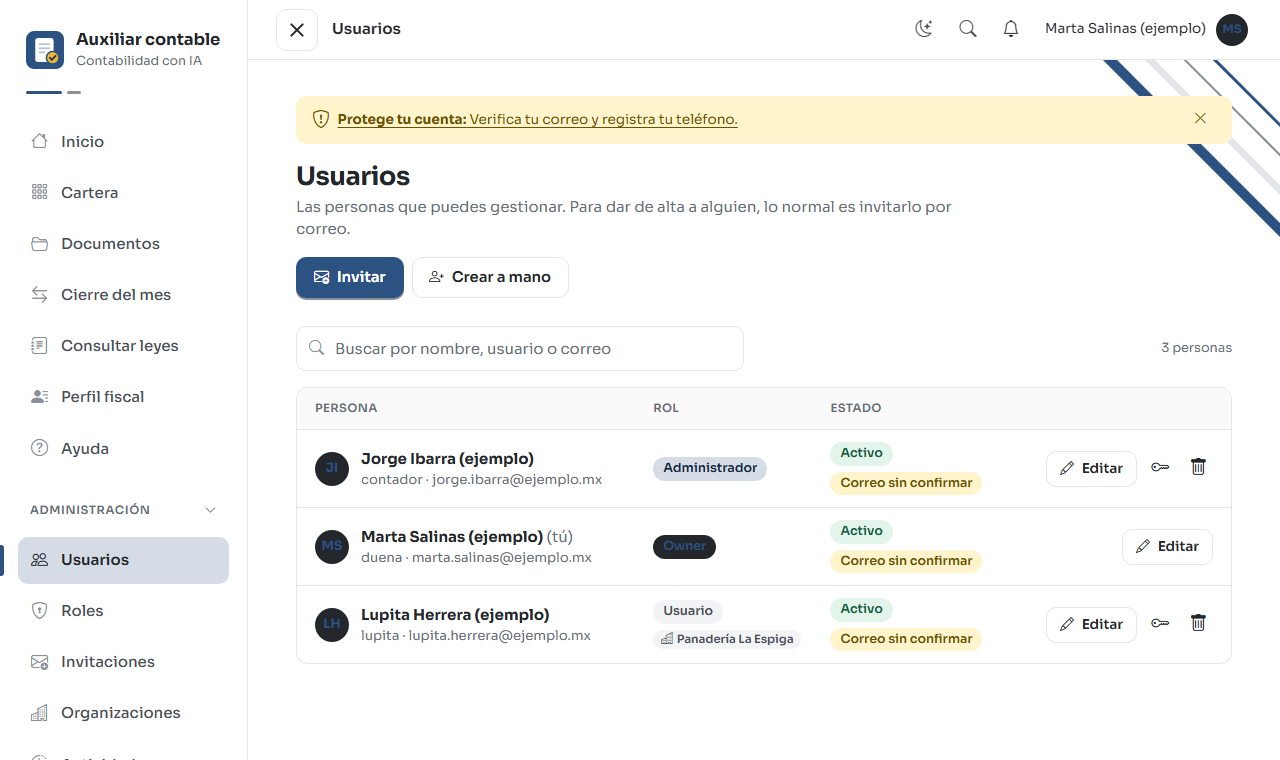 Auxiliar contable
Contabilidad con IA
Usuarios
Marta Salinas (ejemplo)
MS
Inicio
Cartera
Documentos
Cierre del mes
Consultar leyes
Perfil fiscal
Ayuda
ADMINISTRACIÓN
Usuarios
Roles
Invitaciones
Organizaciones
Protege tu cuenta: Verifica tu correo y registra tu teléfono.
Usuarios
Las personas que puedes gestionar. Para dar de alta a alguien, lo normal es invitarlo por
correo.
Invitar
Crear a mano
Buscar por nombre, usuario o correo
3 personas
PERSONA ROL ESTADO
JI
Jorge Ibarra (ejemplo)
contador · jorge.ibarra@ejemplo.mx
Administrador
Activo
Correo sin confirmar
Editar
MS
Marta Salinas (ejemplo) (tú)
duena · marta.salinas@ejemplo.mx
Owner
Activo
Correo sin confirmar
Editar
LH
Lupita Herrera (ejemplo)
lupita · lupita.herrera@ejemplo.mx
Usuario
Panadería La Espiga
Activo
Correo sin confirmar
Editar